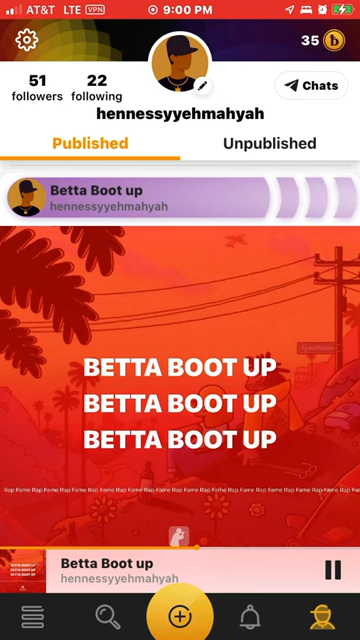 AT&T LTE VPN 9:00 PM
35 b
51 22
followers following
Chats
hennessyyehmahyah
Published Unpublished
Betta Boot up
hennessyyehmahyah
BETTA BOOT UP
BETTA BOOT UP
BETTA BOOT UP
Rap Fame Rap Fame Rap Fame Rap Fame Rap Fame Rap Fame Rap Fame Rap Fame Rap Fame Rap Fame Rap Fame Rap Fam
Betta Boot up
hennessyyehmahyah